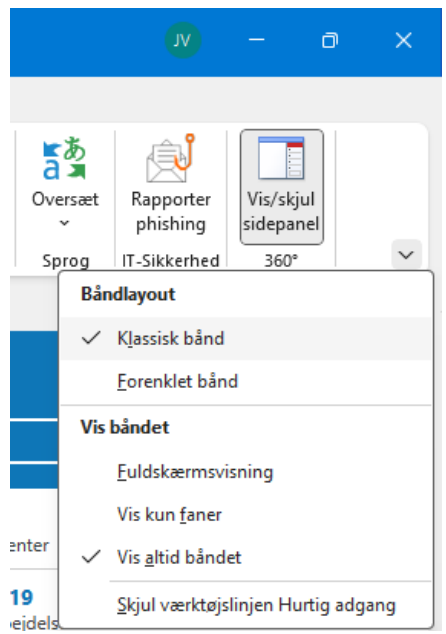 JV
Oversæt
Rapporter
phishing
Vis/skjul
sidepanel
Sprog
IT-Sikkerhed
360°
Båndlayout
Klassisk bånd
Forenklet bånd
Vis båndet
Fuldskærmsvisning
Vis kun faner
Vis altid båndet
Skjul værktøjslinjen Hurtig adgang
enter
19